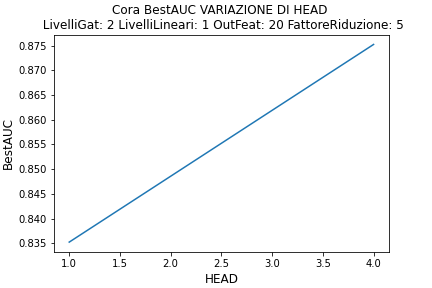 Cora BestAUC VARIAZIONE DI HEAD
LivelliGat: 2 LivelliLineari: 1 OutFeat: 20 FattoreRiduzione: 5
0.875
0.870
0.865
0.860
0.855
0.850
0.845
0.840
0.835
BestAUC
1.0 1.5 2.0 2.5 3.0 3.5 4.0
HEAD